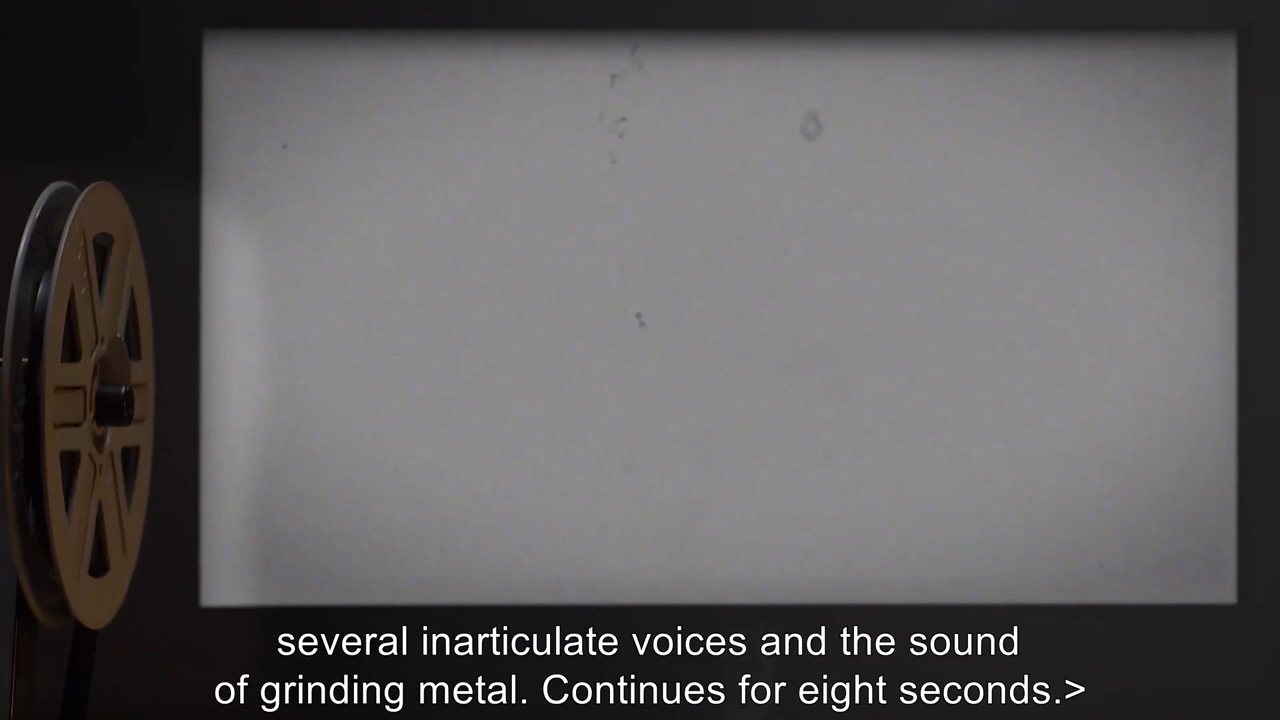 several inarticulate voices and the sound
of grinding metal. Continues for eight seconds.>